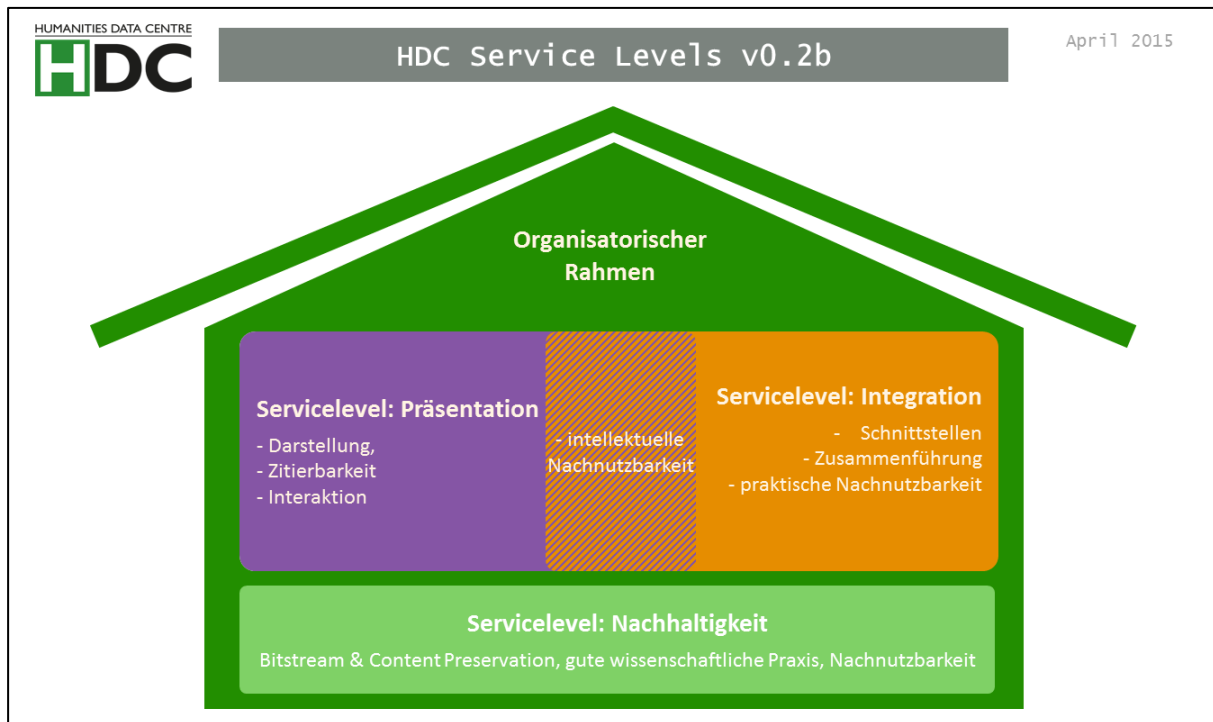 HUMANITIES DATA CENTRE
HDC
HDC Service Levels v0.2b
April 2015
Organisatorischer
Rahmen
Servicelevel: Präsentation
- Darstellung,
- Zitierbarkeit
- Interaktion
- intellektuelle
Nachnutzbarkeit
Servicelevel: Integration
- Schnittstellen
- Zusammenführung
- praktische Nachnutzbarkeit
Servicelevel: Nachhaltigkeit
Bitstream & Content Preservation, gute wissenschaftliche Praxis, Nachnutzbarkeit